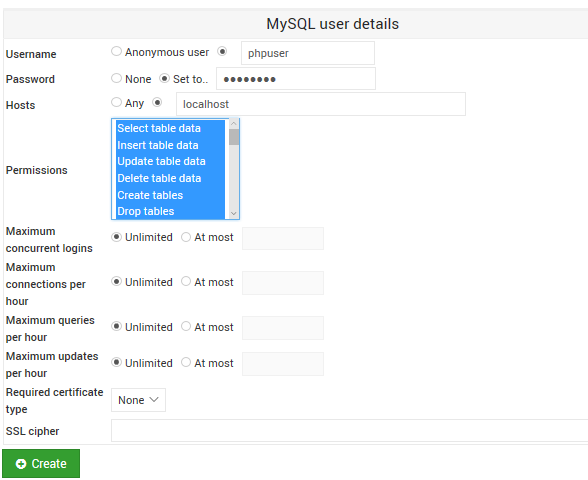 MySQL user details
Username Anonymous user phpuser
Password None Set to.. ••••••••
Hosts Any localhost
Permissions
Select table data
Insert table data
Update table data
Delete table data
Create tables
Drop tables
Maximum
concurrent logins
Unlimited At most
Maximum
connections per
hour
Unlimited At most
Maximum queries
per hour
Unlimited At most
Maximum updates
per hour
Unlimited At most
Required certificate
type
None
SSL cipher
Create